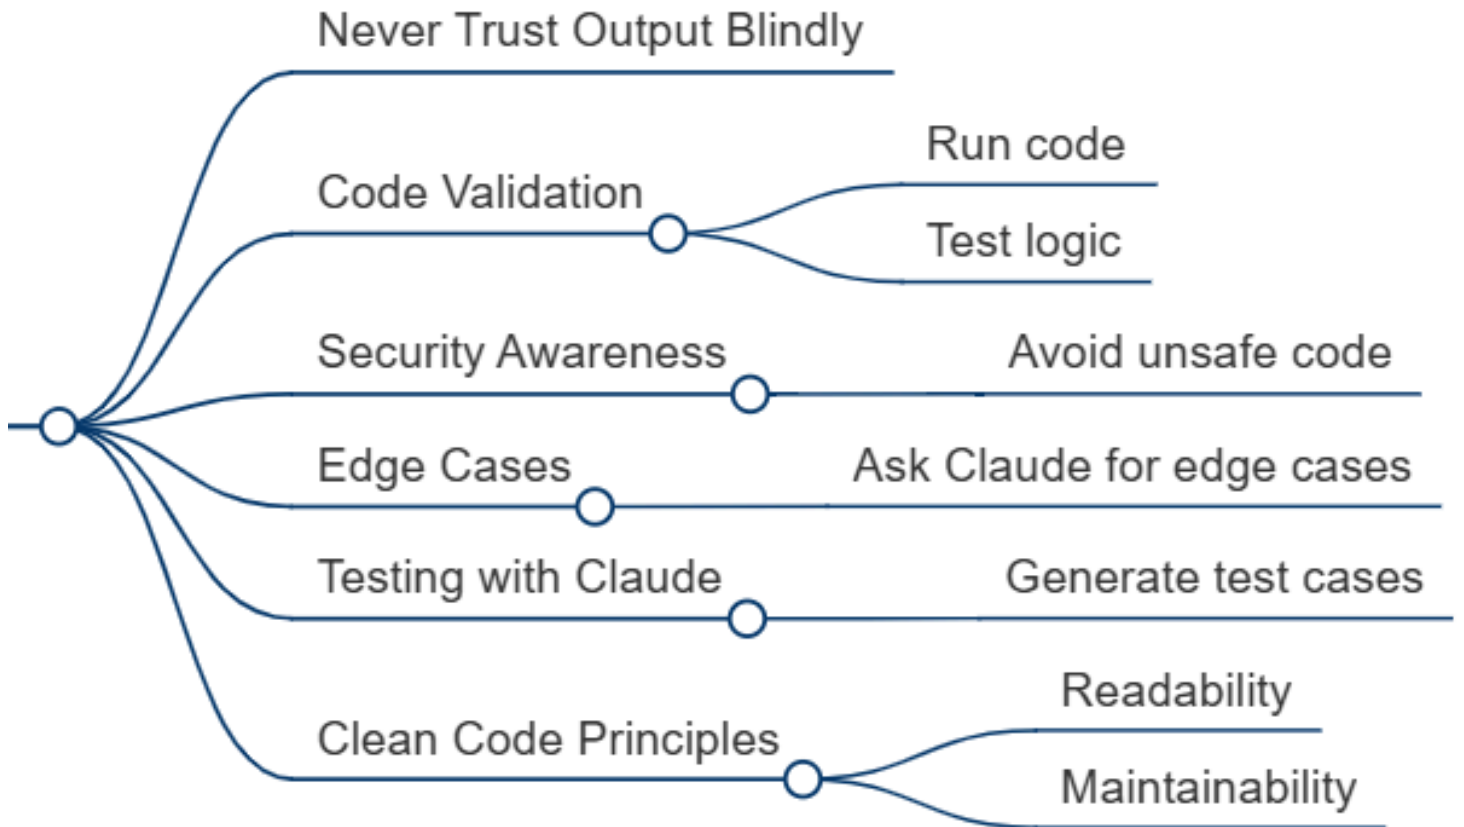 Never Trust Output Blindly
Code Validation
Run code
Test logic
Security Awareness
Avoid unsafe code
Edge Cases
Ask Claude for edge cases
Testing with Claude
Generate test cases
Clean Code Principles
Readability
Maintainability